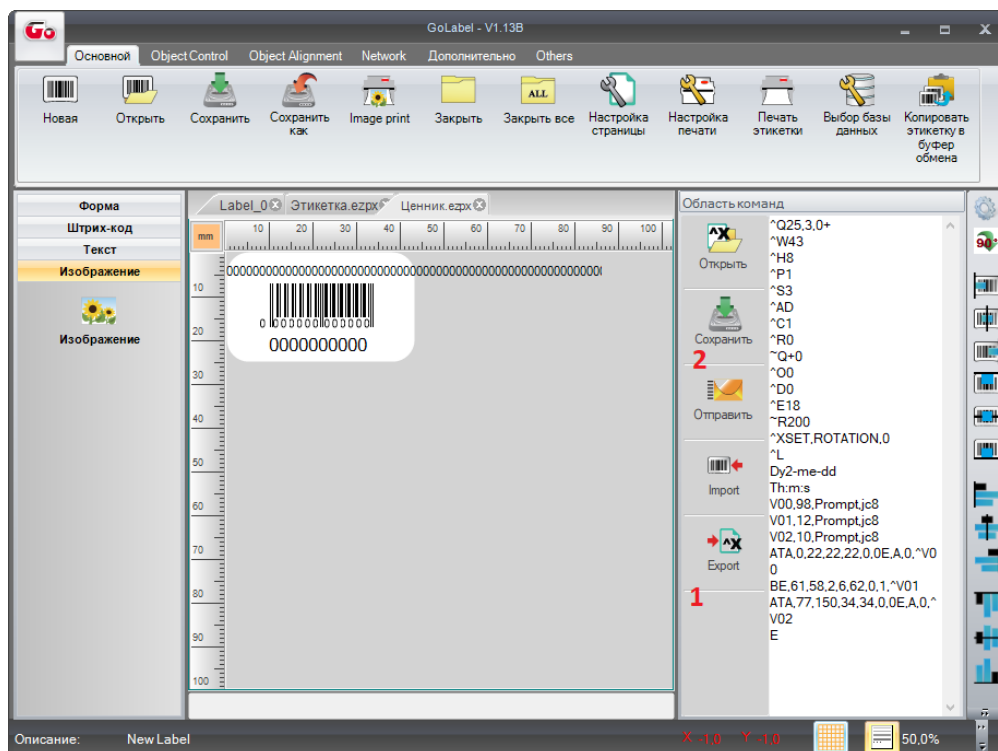 Go
GoLabel - V1.13B
Основной Object Control Object Alignment Network Дополнительно Others
Новая
Открыть
Сохранить
Сохранить
как
Image print
Закрыть
ALL
Закрыть все
Настройка
страницы
Настройка
печати
Печать
этикетки
Выбор базы
данных
Копировать
этикетку в
буфер
обмена
Форма
Штрих-код
Текст
Изображение
Изображение
Label_0 Этикетка.ezpx Ценник.ezpx
mm
10 20 30 40 50 60 70 80 90 100
10
20
30
40
50
60
70
80
90
100
0 000000 000000
0000000000
Область команд
^X
Открыть
Сохранить
2
Отправить
Import
^X
Export
1
^Q25,3,0+
^W43
^H8
^P1
^S3
^AD
^C1
^R0
~Q+0
^O0
^D0
^E18
~R200
^XSET,ROTATION,0
^L
Dy2-me-dd
Th:m:s
V00,98,Prompt,jc8
V01,12,Prompt,jc8
V02,10,Prompt,jc8
ATA,0,22,22,22,0,0E,A,0,^V0
0
BE,61,58,2,6,62,0,1,^V01
ATA,77,150,34,34,0,0E,A,0,^
V02
E
90°
Описание: New Label
X -1,0 Y -1,0
50,0%